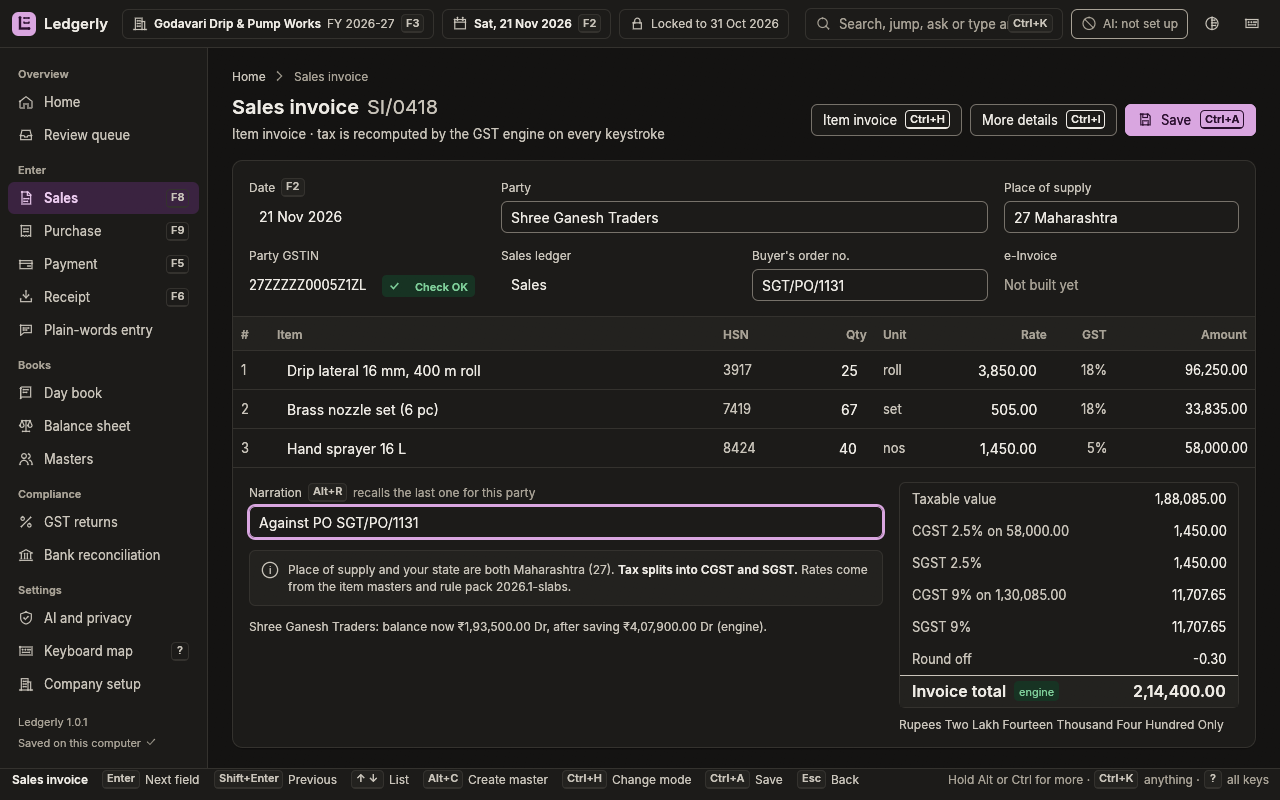 Ledgerly
Godavari Drip & Pump Works FY 2026-27 F3
Sat, 21 Nov 2026 F2
Locked to 31 Oct 2026
Search, jump, ask or type a Ctrl+K
AI: not set up
Overview
Home
Review queue
Enter
Sales F8
Purchase F9
Payment F5
Receipt F6
Plain-words entry
Books
Day book
Balance sheet
Masters
Compliance
GST returns
Bank reconciliation
Settings
AI and privacy
Keyboard map ?
Company setup
Ledgerly 1.0.1
Saved on this computer
Home Sales invoice
Sales invoice SI/0418
Item invoice · tax is recomputed by the GST engine on every keystroke
Item invoice Ctrl+H
More details Ctrl+I
Save Ctrl+A
Date F2 Party Place of supply
21 Nov 2026 Shree Ganesh Traders 27 Maharashtra
Party GSTIN Sales ledger Buyer's order no. e-Invoice
27ZZZZZ0005Z1ZL Check OK Sales SGT/PO/1131 Not built yet
# Item HSN Qty Unit Rate GST Amount
1 Drip lateral 16 mm, 400 m roll 3917 25 roll 3,850.00 18% 96,250.00
2 Brass nozzle set (6 pc) 7419 67 set 505.00 18% 33,835.00
3 Hand sprayer 16 L 8424 40 nos 1,450.00 5% 58,000.00
Narration Alt+R recalls the last one for this party
Against PO SGT/PO/1131
Place of supply and your state are both Maharashtra (27). Tax splits into CGST and SGST. Rates come
from the item masters and rule pack 2026.1-slabs.
Shree Ganesh Traders: balance now ₹1,93,500.00 Dr, after saving ₹4,07,900.00 Dr (engine).
Taxable value 1,88,085.00
CGST 2.5% on 58,000.00 1,450.00
SGST 2.5% 1,450.00
CGST 9% on 1,30,085.00 11,707.65
SGST 9% 11,707.65
Round off -0.30
Invoice total engine 2,14,400.00
Rupees Two Lakh Fourteen Thousand Four Hundred Only
Sales invoice Enter Next field Shift+Enter Previous ↑ ↓ List Alt+C Create master Ctrl+H Change mode Ctrl+A Save Esc Back Hold Alt or Ctrl for more · Ctrl+K anything · ? all keys